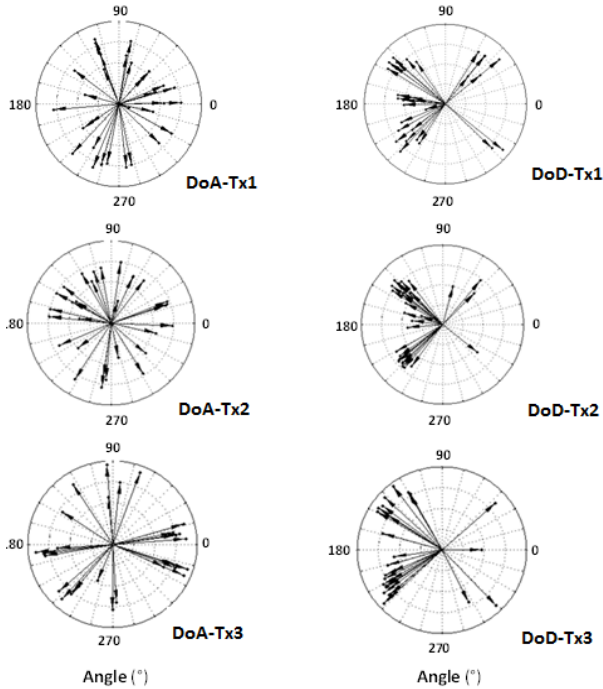 90 90
180 0 180 0
DoA-Tx1 DoD-Tx1
270 270
90 90
.80 0 180 0
DoA-Tx2 DoD-Tx2
270 270
90 90
.80 0 180 0
DoA-Tx3 DoD-Tx3
270 270
Angle (°) Angle (°)